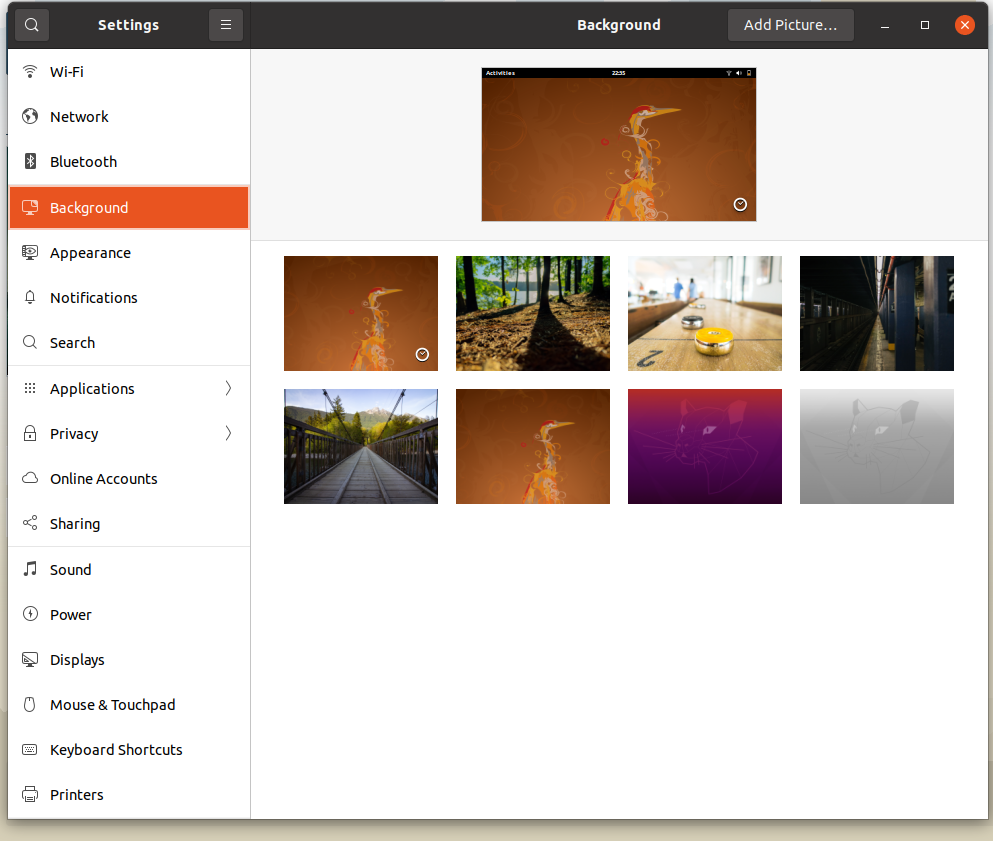 Settings
Background
Add Picture…
Wi-Fi
Network
Bluetooth
Background
Appearance
Notifications
Search
Applications
Privacy
Online Accounts
Sharing
Sound
Power
Displays
Mouse & Touchpad
Keyboard Shortcuts
Printers
Activities
22:35
2